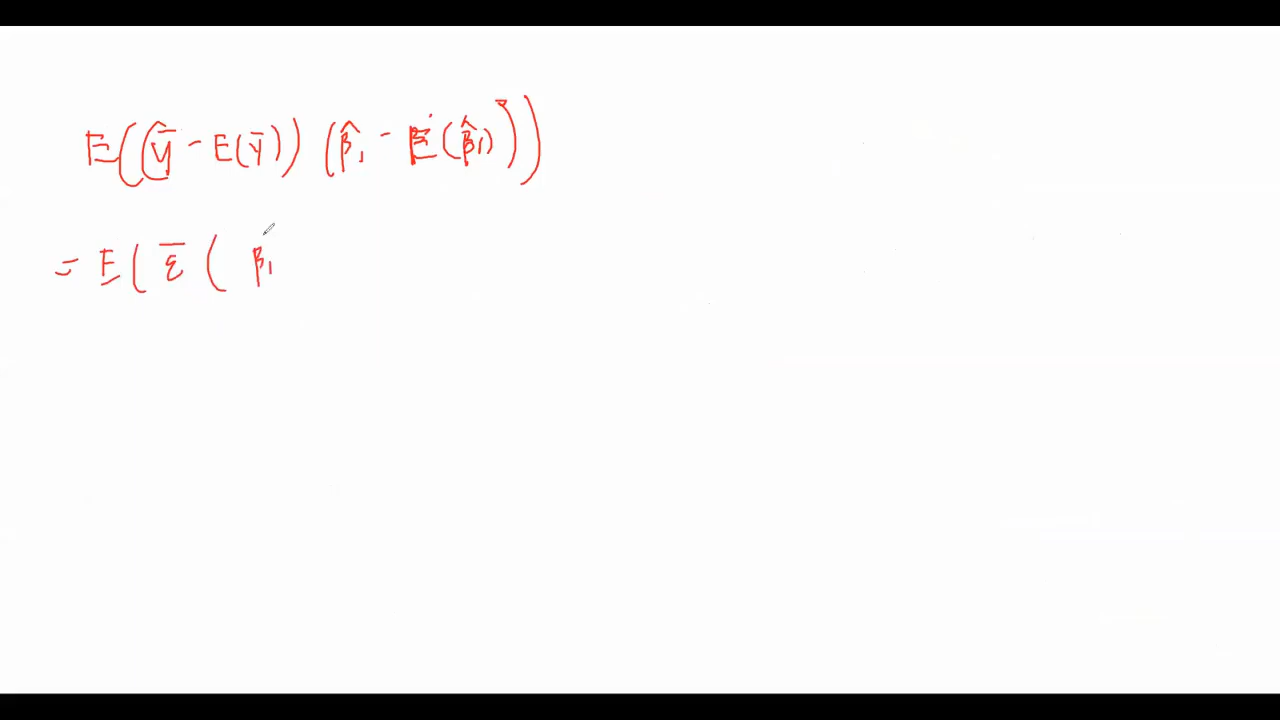 E((ȳ - E(ȳ)) (β̂₁ - E(β̂₁)))
= E( ε̄ ( β₁